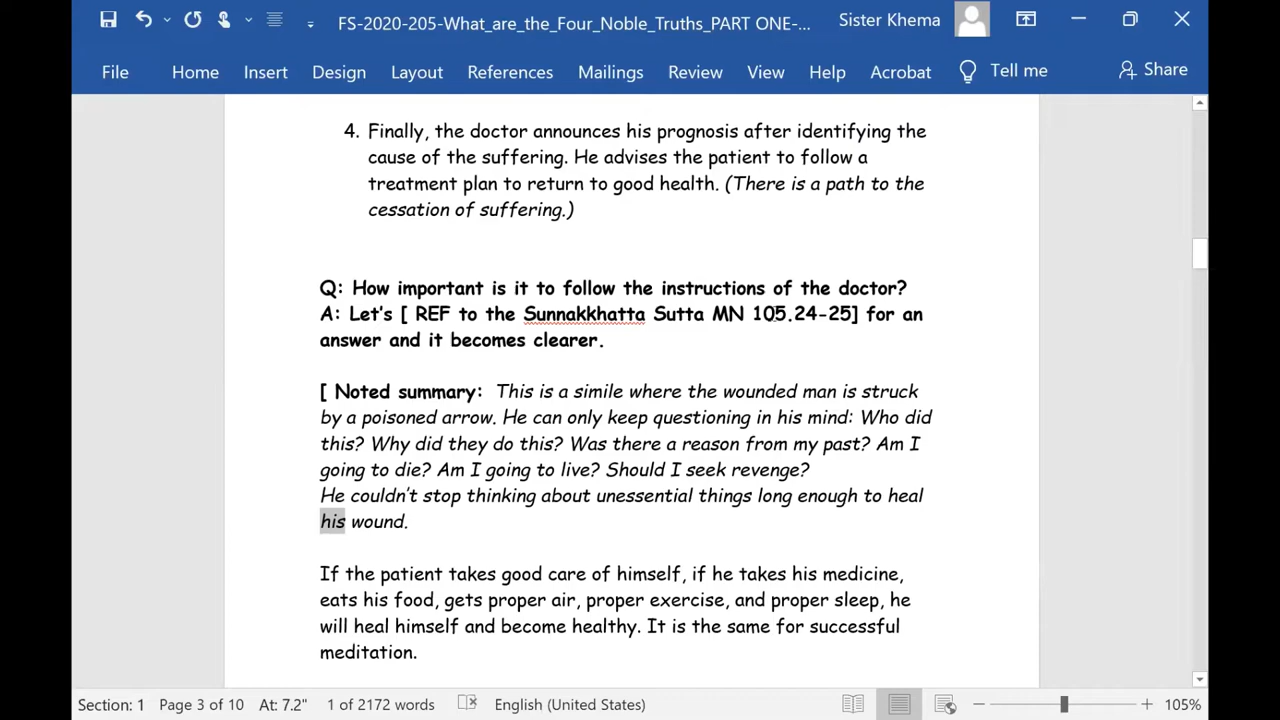 FS-2020-205-What_are_the_Four_Noble_Truths_PART ONE-... Sister Khema
File Home Insert Design Layout References Mailings Review View Help Acrobat Tell me Share
4. Finally, the doctor announces his prognosis after identifying the
cause of the suffering. He advises the patient to follow a
treatment plan to return to good health. (There is a path to the
cessation of suffering.)
Q: How important is it to follow the instructions of the doctor?
A: Let's [ REF to the Sunnakkhatta Sutta MN 105.24-25] for an
answer and it becomes clearer.
[ Noted summary: This is a simile where the wounded man is struck
by a poisoned arrow. He can only keep questioning in his mind: Who did
this? Why did they do this? Was there a reason from my past? Am I
going to die? Am I going to live? Should I seek revenge?
He couldn't stop thinking about unessential things long enough to heal
his wound.
If the patient takes good care of himself, if he takes his medicine,
eats his food, gets proper air, proper exercise, and proper sleep, he
will heal himself and become healthy. It is the same for successful
meditation.
Section: 1 Page 3 of 10 At: 7.2" 1 of 2172 words English (United States) 105%